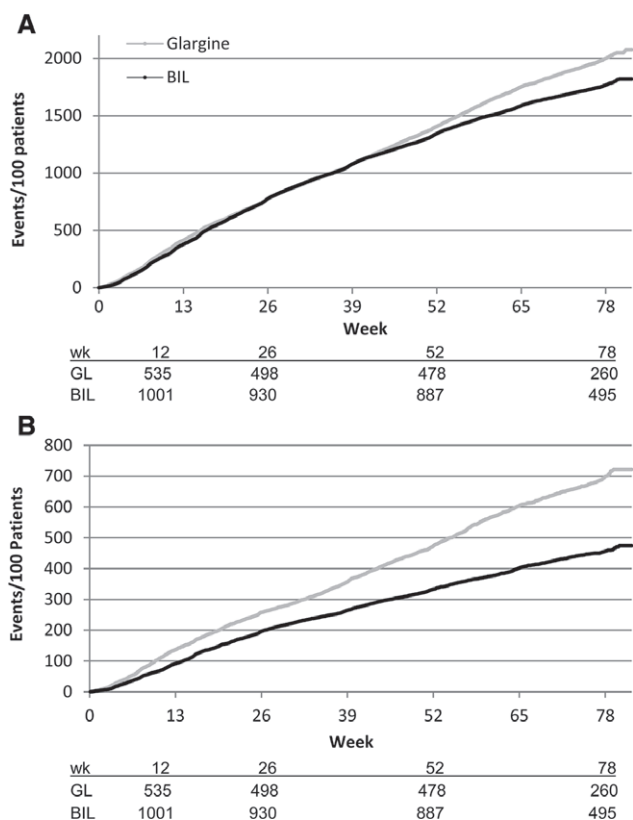 A
Glargine
BIL
Events/100 patients
2000
1500
1000
500
0
0 13 26 39 52 65 78
Week
wk 12 26 52 78
GL 535 498 478 260
BIL 1001 930 887 495
B
Events/100 Patients
800
700
600
500
400
300
200
100
0
0 13 26 39 52 65 78
Week
wk 12 26 52 78
GL 535 498 478 260
BIL 1001 930 887 495